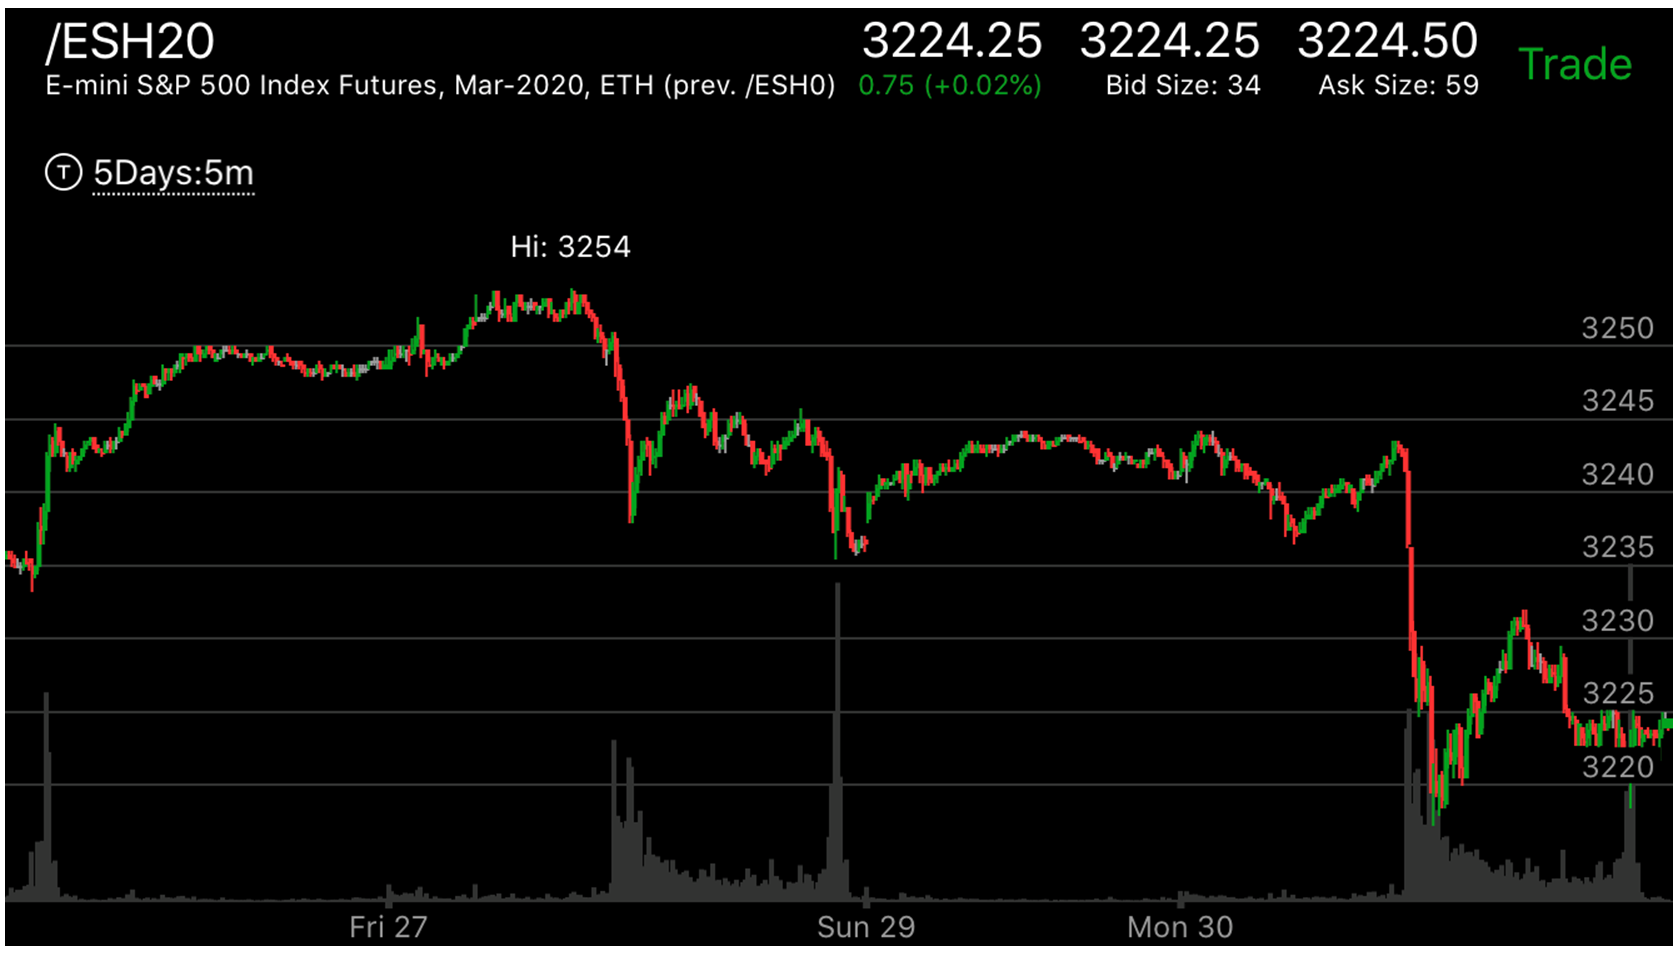 /ESH20 3224.25 3224.25 3224.50 Trade
E-mini S&P 500 Index Futures, Mar-2020, ETH (prev. /ESH0) 0.75 (+0.02%) Bid Size: 34 Ask Size: 59
T 5Days:5m
Hi: 3254
3250
3245
3240
3235
3230
3225
3220
Fri 27 Sun 29 Mon 30